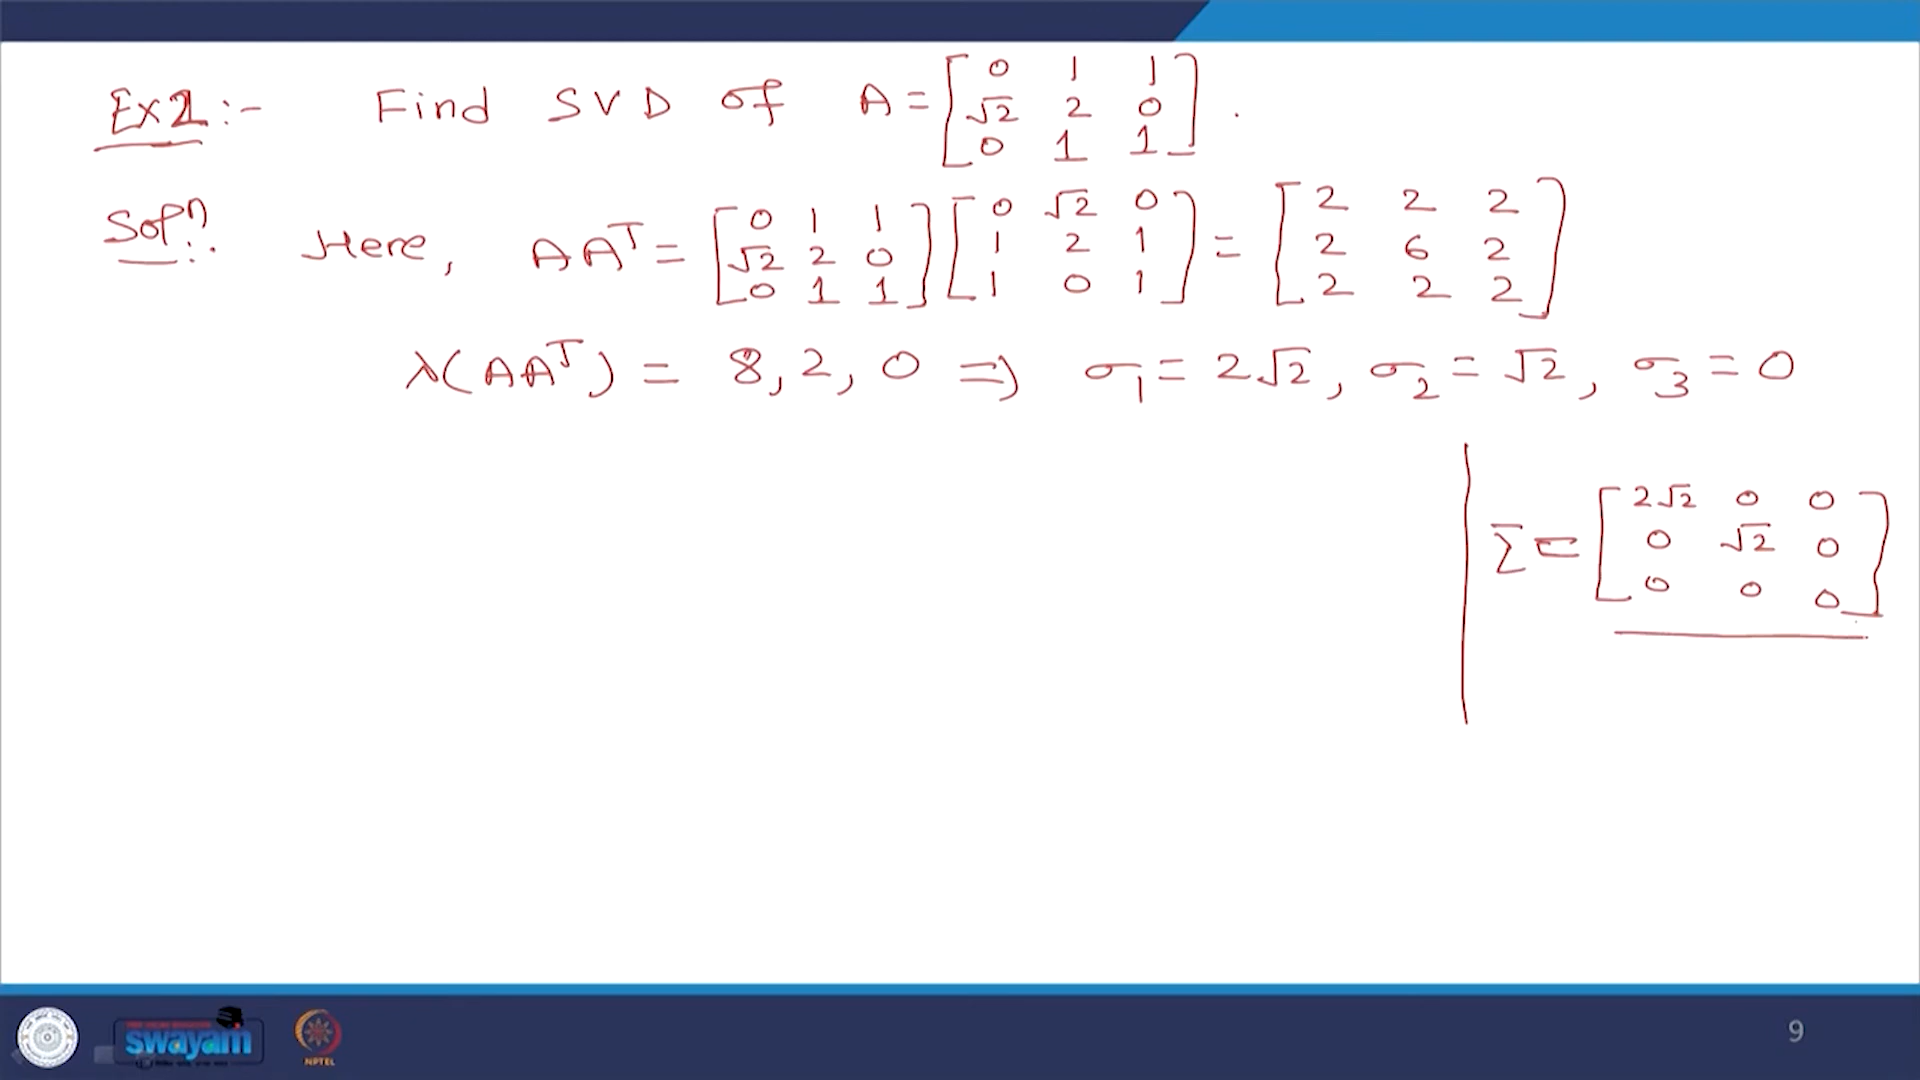 Ex2:- Find SVD of A = [0 1 1; √2 2 0; 0 1 1].
Solⁿ: Here, AAᵀ = [0 1 1; √2 2 0; 0 1 1] [0 √2 0; 1 2 1; 1 0 1] = [2 2 2; 2 6 2; 2 2 2]
λ(AAᵀ) = 8, 2, 0 => σ₁ = 2√2, σ₂ = √2, σ₃ = 0
Σ = [2√2 0 0; 0 √2 0; 0 0 0]
swayam
NPTEL
9